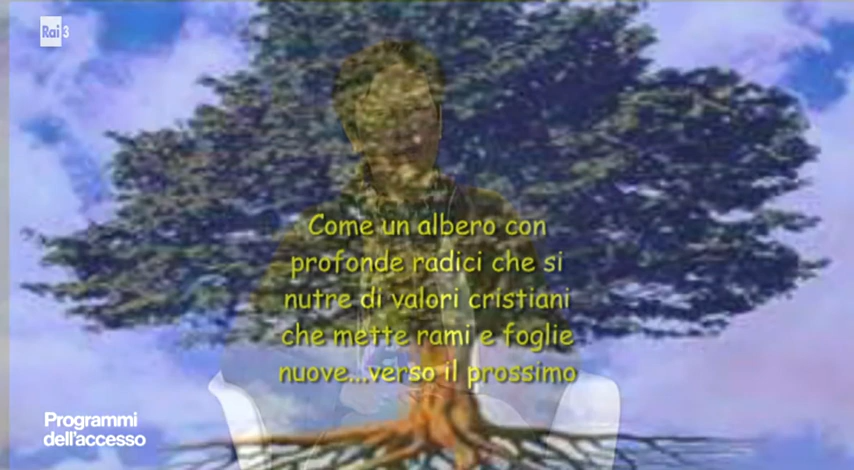 Rai 3
Come un albero con
profonde radici che si
nutre di valori cristiani
che mette rami e foglie
nuove...verso il prossimo
Programmi
dell'accesso